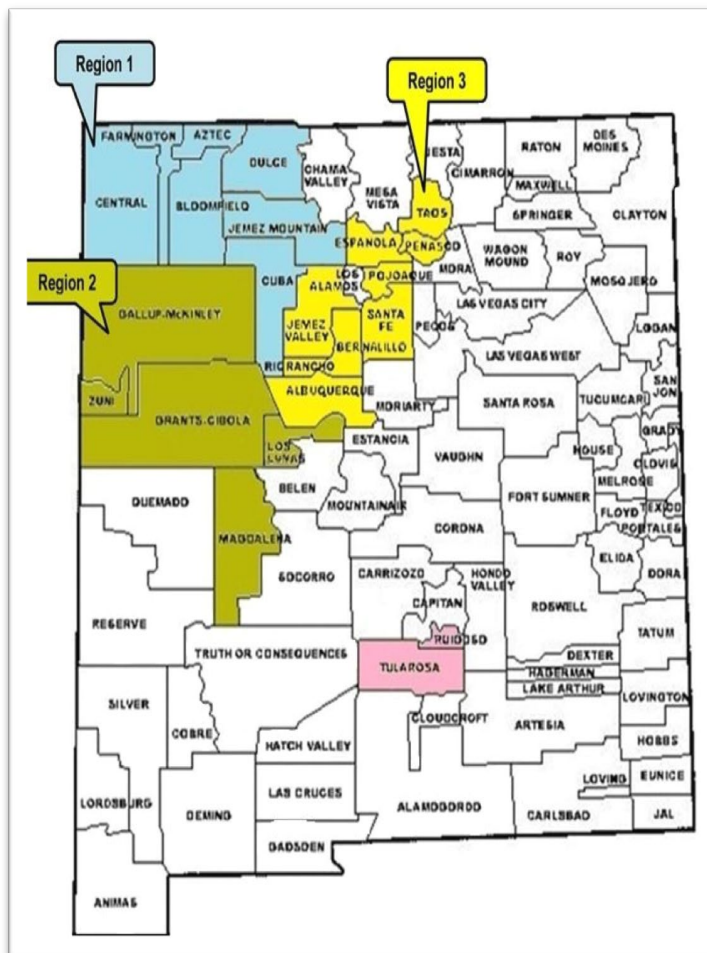 Region 1
Region 3
FARMINGTON
AZTEC
DULCE
CHAMA
VALLEY
MESA
VISTA
CIMARRON
RATON
DES
MOINES
MAXWELL
CENTRAL
BLOOMFIELD
TAOS
SPRINGER
CLAYTON
JEMEZ MOUNTAIN
ESPANOLA
PENASCO
WAGON
MOUND
ROY
MORA
Region 2
CUBA
LOS
ALAMOS
POJOAQUE
MOSQUERO
GALLUP-McKINLEY
LAS VEGAS CITY
JEMEZ
VALLEY
SANTA
FE
PECOS
LOGAN
BERNALILLO
LAS VEGAS WEST
RIO RANCHO
SAN
JON
ZUNI
ALBUQUERQUE
SANTA ROSA
TUCUMCARI
GRANTS-CIBOLA
MORIARTY
GRADY
LOS
LUNAS
ESTANCIA
HOUSE
VAUGHN
CLOVIS
BELEN
MELROSE
QUEMADO
MOUNTAINAIR
FORT SUMNER
FLOYD
TEXICO
PORTALES
MAGDALENA
CORONA
ELIDA
DORA
SOCORRO
CARRIZOZO
HONDO
VALLEY
CAPITAN
ROSWELL
RESERVE
RUIDOSO
TATUM
TRUTH OR CONSEQUENCES
TULAROSA
DEXTER
HAGERMAN
LAKE ARTHUR
SILVER
LOVINGTON
CLOUDCROFT
COBRE
ARTESIA
HATCH VALLEY
HOBBS
LORDSBURG
DEMING
LAS CRUCES
LOVING
EUNICE
ALAMOGORDO
CARLSBAD
JAL
GADSDEN
ANIMAS